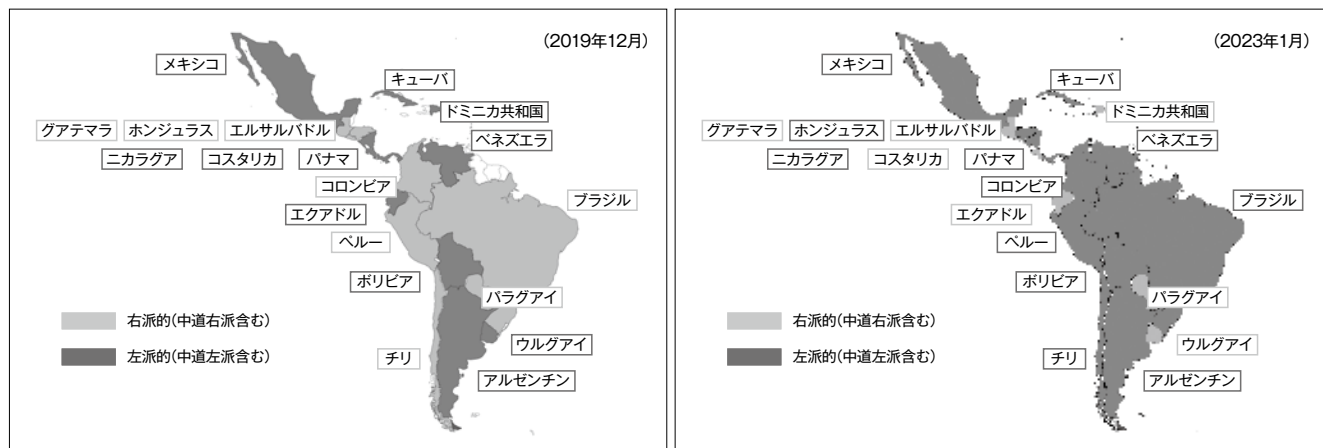 (2019年12月)
メキシコ
キューバ
ドミニカ共和国
グアテマラ
ホンジュラス
エルサルバドル
ベネズエラ
ニカラグア
コスタリカ
パナマ
コロンビア
ブラジル
エクアドル
ペルー
ボリビア
パラグアイ
右派的(中道右派含む)
ウルグアイ
左派的(中道左派含む)
チリ
アルゼンチン
(2023年1月)
メキシコ
キューバ
ドミニカ共和国
グアテマラ
ホンジュラス
エルサルバドル
ベネズエラ
ニカラグア
コスタリカ
パナマ
コロンビア
ブラジル
エクアドル
ペルー
ボリビア
パラグアイ
右派的(中道右派含む)
ウルグアイ
左派的(中道左派含む)
チリ
アルゼンチン